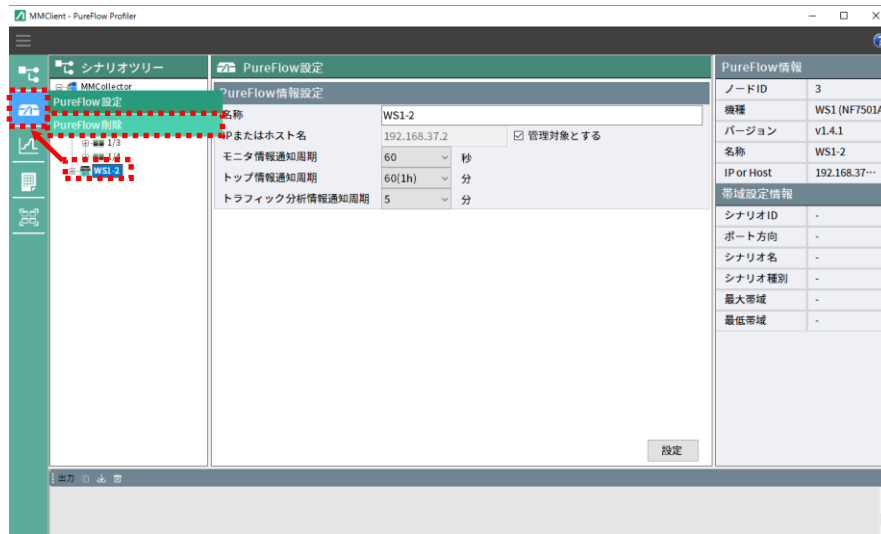 MMClient - PureFlow Profiler
シナリオツリー
MMCollector
PureFlow設定
PureFlow削除
1/3
1/4
WS1-2
PureFlow設定
PureFlow情報設定
名称 WS1-2
IPまたはホスト名 192.168.37.2 管理対象とする
モニタ情報通知周期 60 秒
トップ情報通知周期 60(1h) 分
トラフィック分析情報通知周期 5 分
設定
PureFlow情報
ノードID 3
機種 WS1(NF7501A
バージョン v1.4.1
名称 WS1-2
IP or Host 192.168.37…
帯域設定情報
シナリオID -
ポート方向 -
シナリオ名 -
シナリオ種別 -
最大帯域 -
最低帯域 -
出力